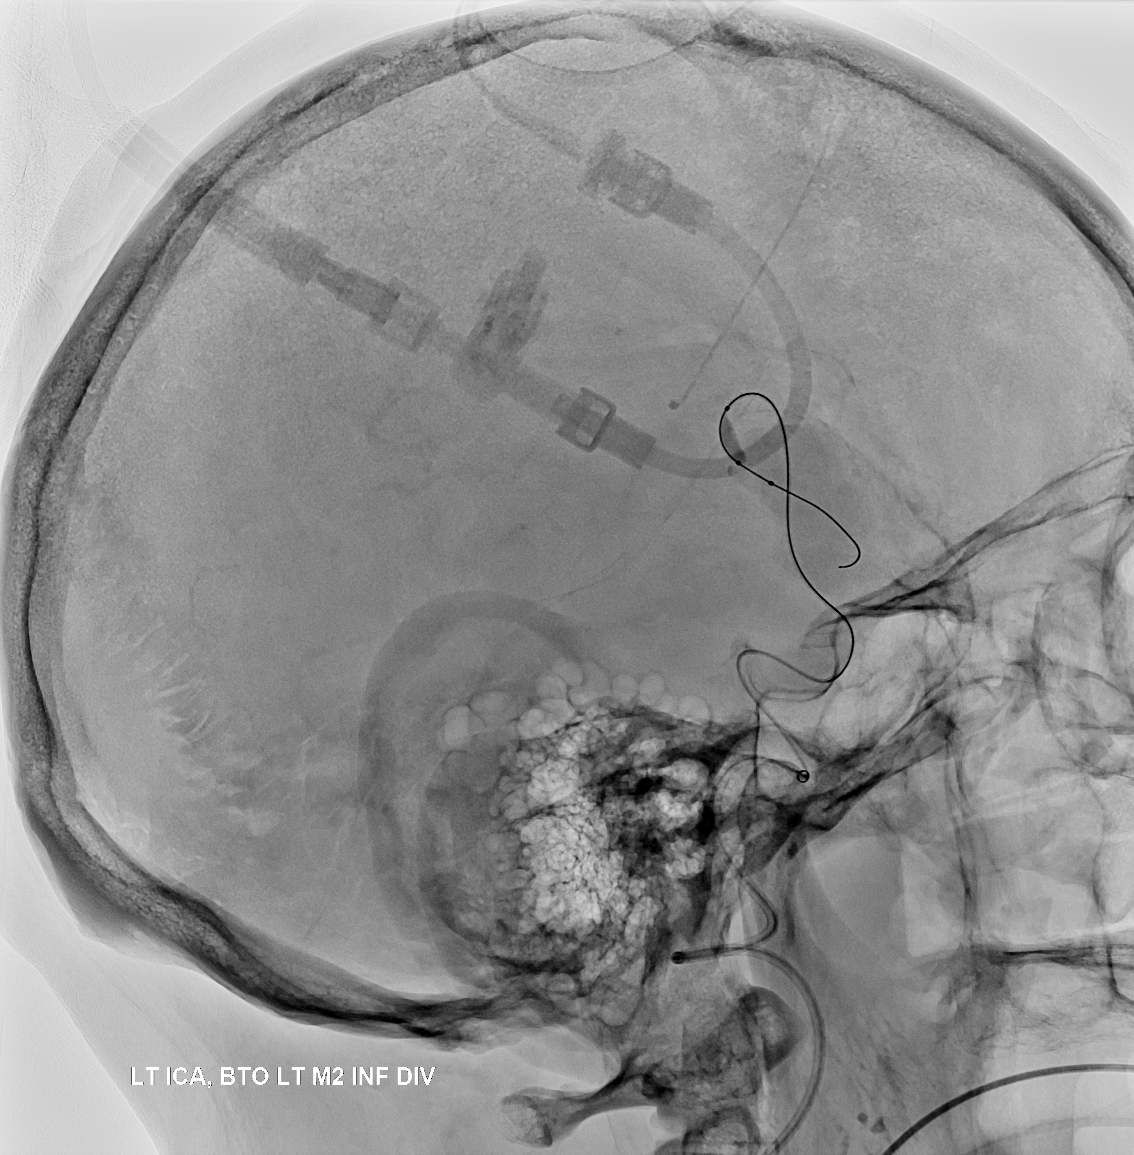 LT ICA, BTO LT M2 INF DIV